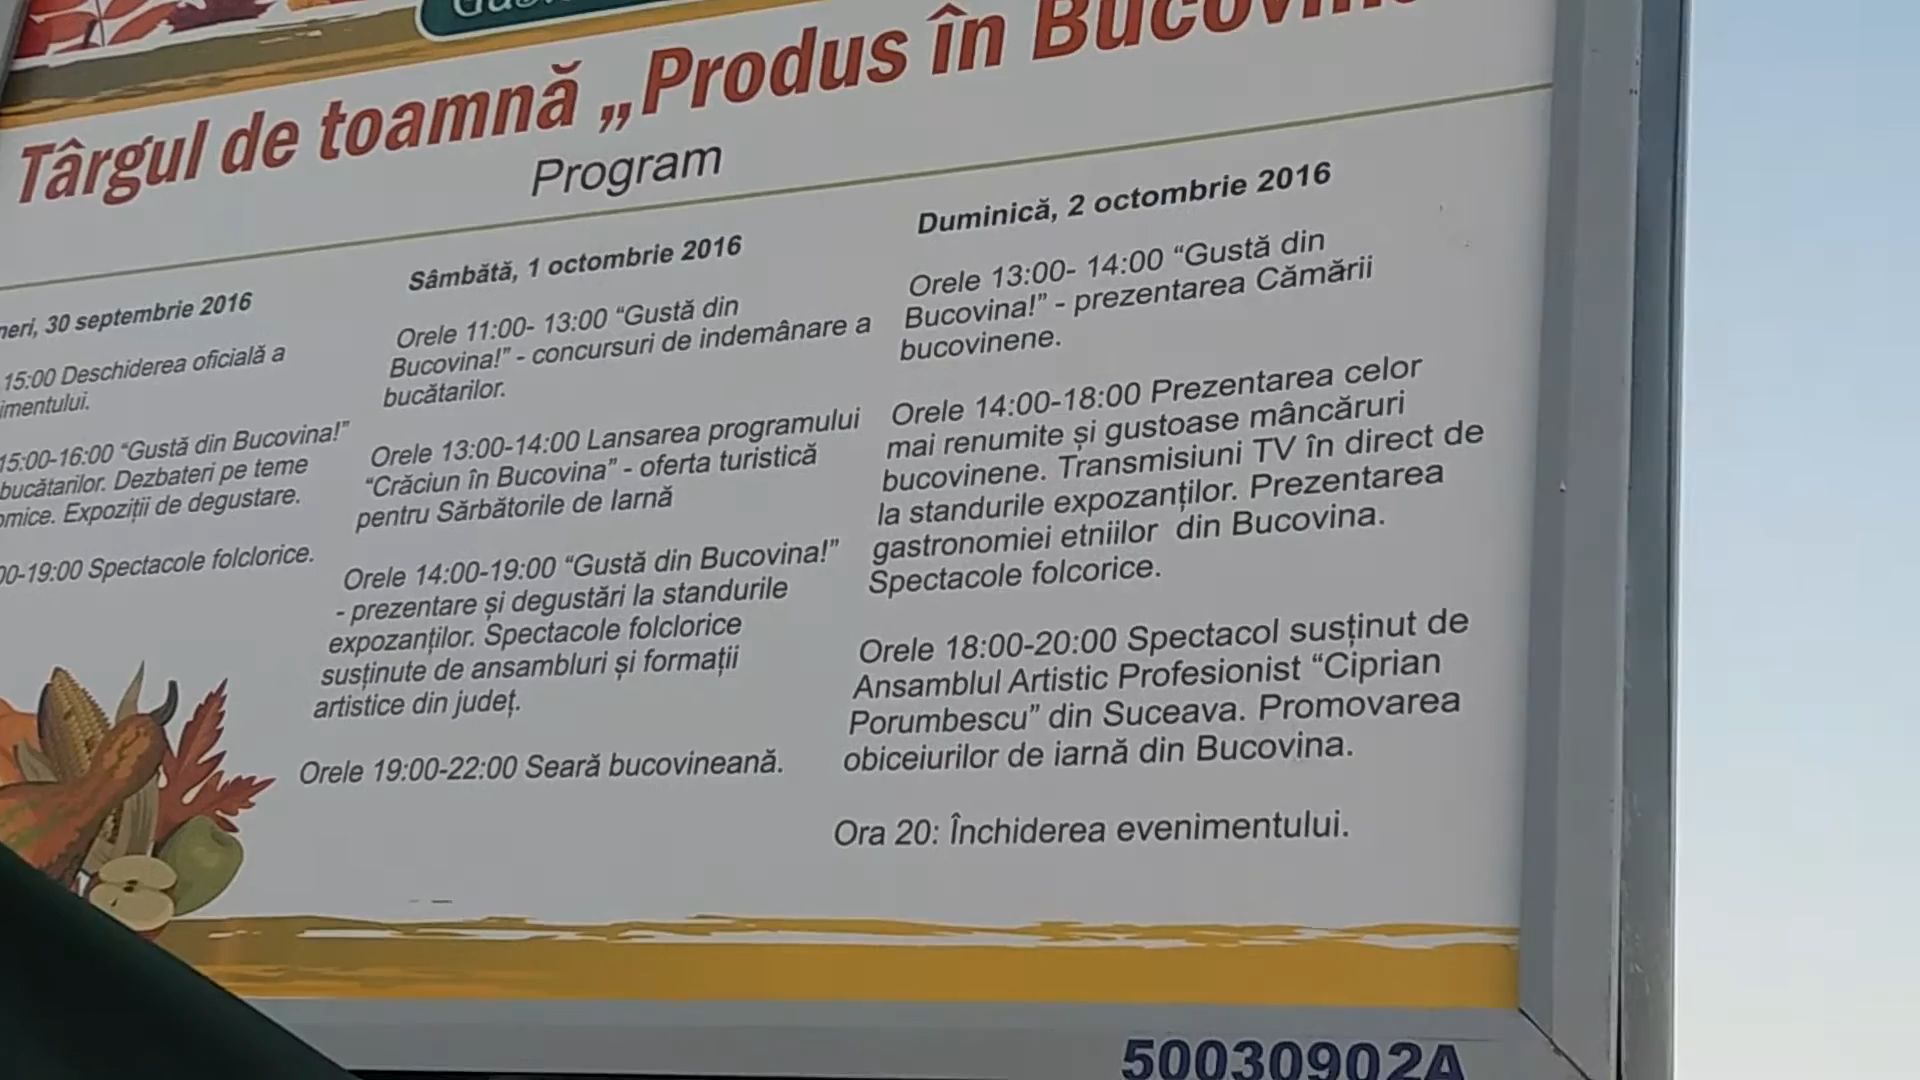 Târgul de toamnă „Produs în
Program
30 septembrie 2016
15:00 Deschiderea oficială a
15:00-16:00 “Gustă din Bucovina!”
bucătarilor. Dezbateri pe teme
Expoziții de degustare.
19:00 Spectacole folclorice.
Sâmbătă, 1 octombrie 2016
Orele 11:00- 13:00 “Gustă din
Bucovina!” - concursuri de indemânare a
bucătarilor.
Orele 13:00-14:00 Lansarea programului
“Crăciun în Bucovina” - oferta turistică
pentru Sărbătorile de Iarnă
Orele 14:00-19:00 “Gustă din Bucovina!”
- prezentare și degustări la standurile
expozanților. Spectacole folclorice
susținute de ansambluri și formații
artistice din județ.
Orele 19:00-22:00 Seară bucovineană.
Duminică, 2 octombrie 2016
Orele 13:00- 14:00 “Gustă din
Bucovina!” - prezentarea Cămării
bucovinene.
Orele 14:00-18:00 Prezentarea celor
mai renumite și gustoase mâncăruri
bucovinene. Transmisiuni TV în direct de
la standurile expozanților. Prezentarea
gastronomiei etniilor din Bucovina.
Spectacole folcorice.
Orele 18:00-20:00 Spectacol susținut de
Ansamblul Artistic Profesionist “Ciprian
Porumbescu” din Suceava. Promovarea
obiceiurilor de iarnă din Bucovina.
Ora 20: Închiderea evenimentului.
50030902A